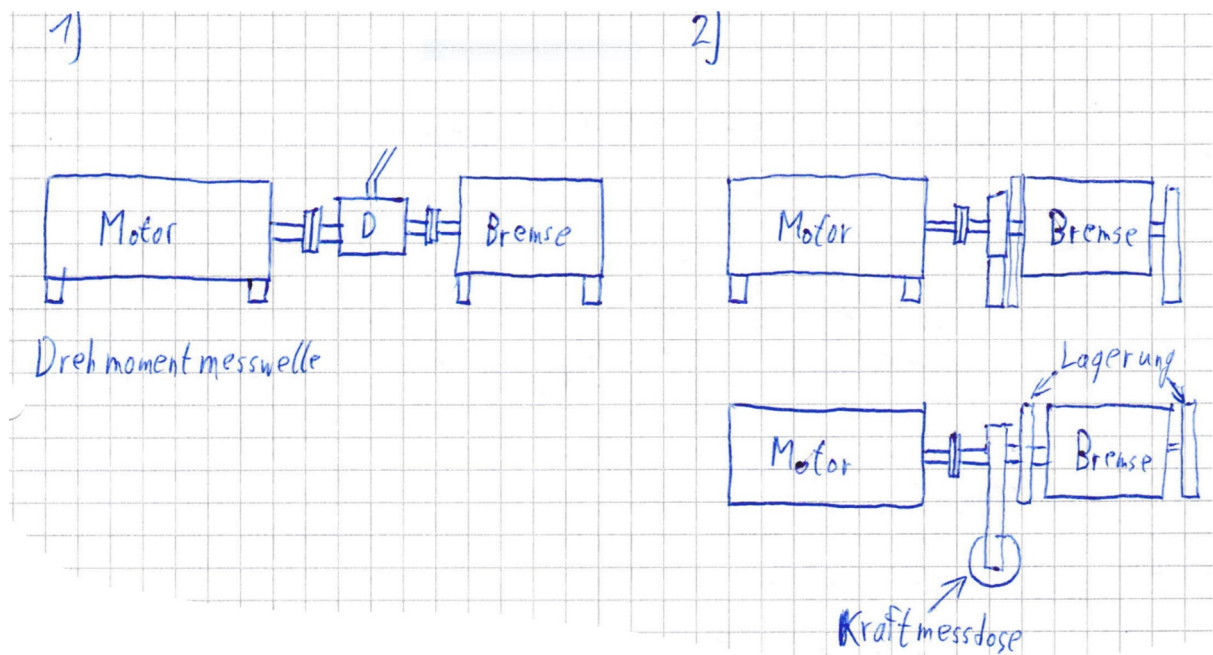 1)
2)
Motor
D
Bremse
Motor
Bremse
Drehmomentmesswelle
Lagerung
Motor
Bremse
Kraftmessdose